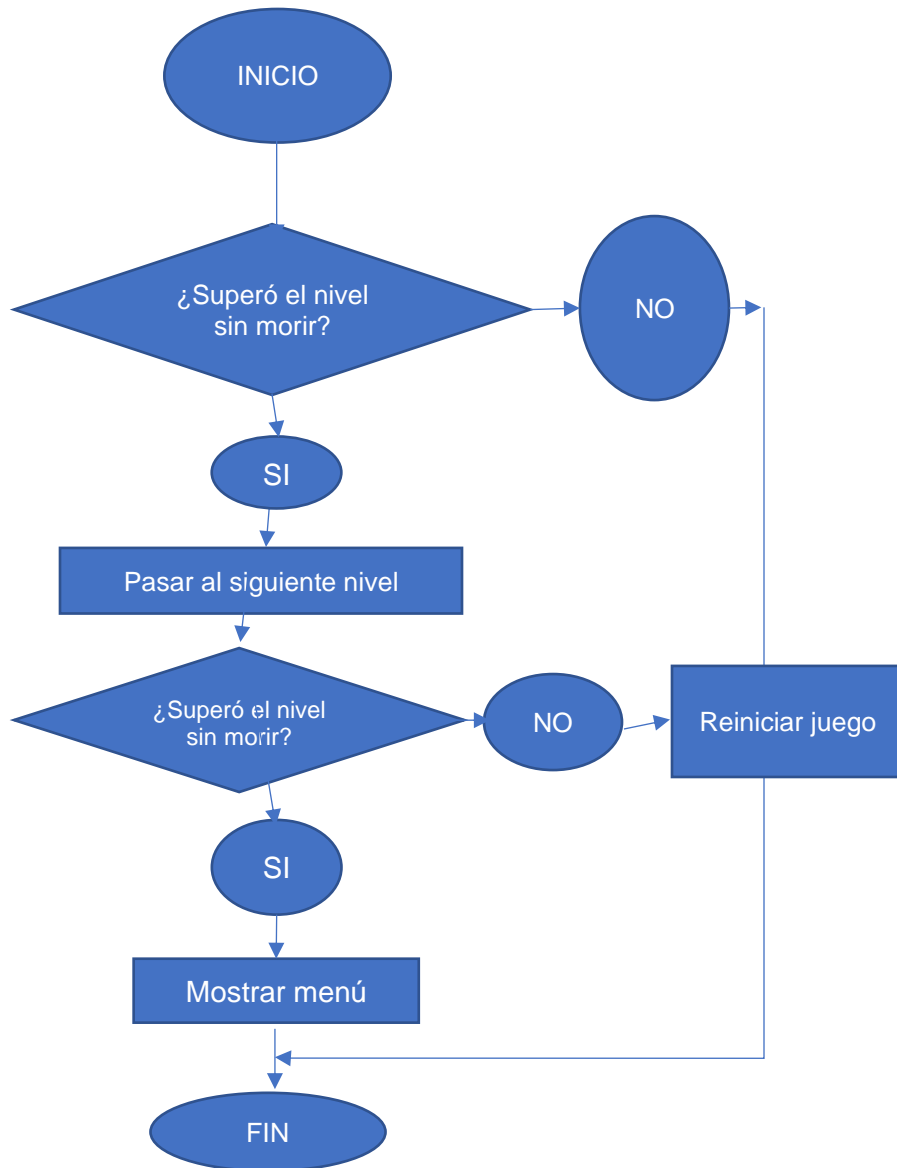 INICIO
¿Superó el nivel
sin morir?
NO
SI
Pasar al siguiente nivel
¿Superó el nivel
sin morir?
NO
Reiniciar juego
SI
Mostrar menú
FIN